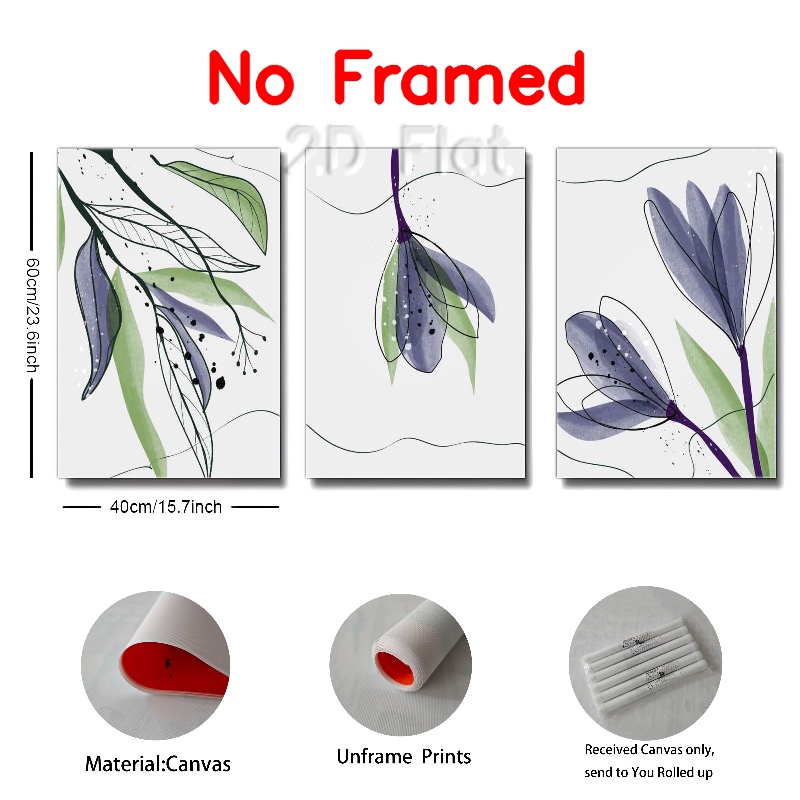 No Framed
2D Flat
60cm/23.6inch
40cm/15.7inch
Material:Canvas
Unframe Prints
Received Canvas only,
send to You Rolled up